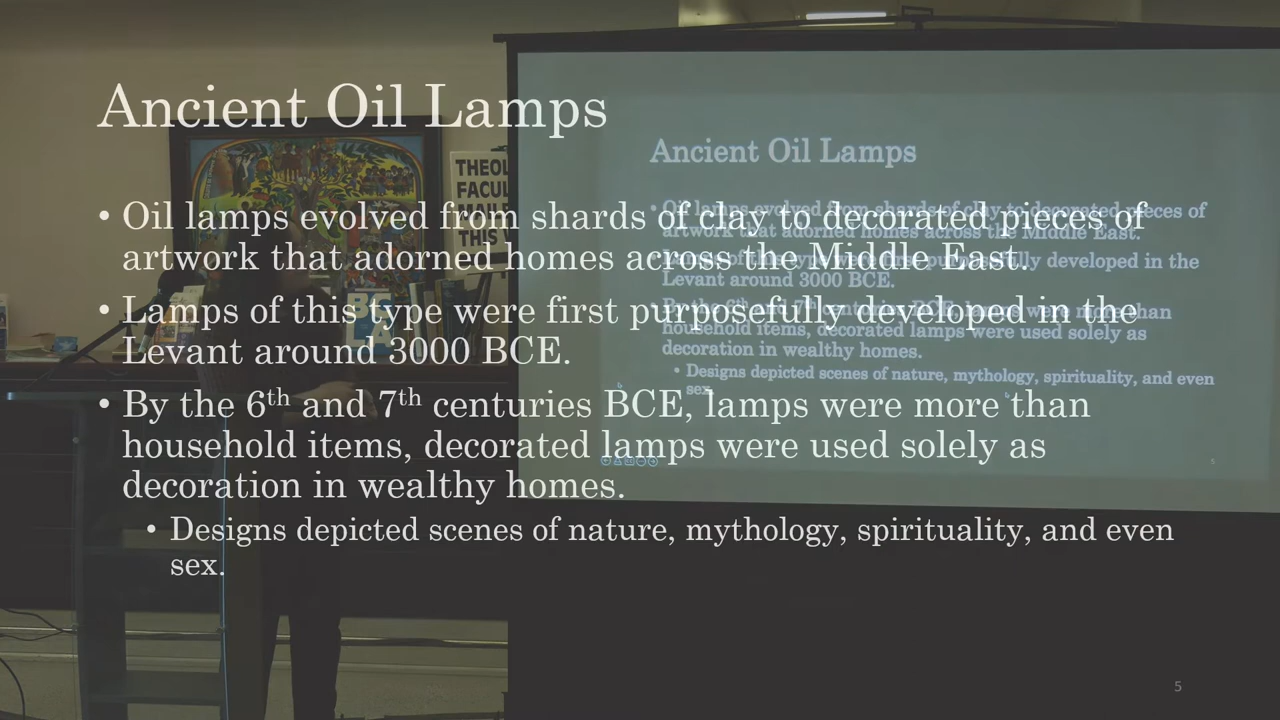 Ancient Oil Lamps
• Oil lamps evolved from shards of clay to decorated pieces of
artwork that adorned homes across the Middle East.
• Lamps of this type were first purposefully developed in the
Levant around 3000 BCE.
• By the 6th and 7th centuries BCE, lamps were more than
household items, decorated lamps were used solely as
decoration in wealthy homes.
• Designs depicted scenes of nature, mythology, spirituality, and even
sex.
5
THEOL
FACUL
MAIL
THIS
Ancient Oil Lamps
• Oil lamps evolved from shards of clay to decorated pieces of
artwork that adorned homes across the Middle East.
of this type were first purposefully developed in the
Levant around 3000 BCE.
By the 6th and 7th centuries BCE, lamps were more than
household items, decorated lamps were used solely as
decoration in wealthy homes.
• Designs depicted scenes of nature, mythology, spirituality, and even
sex.
5